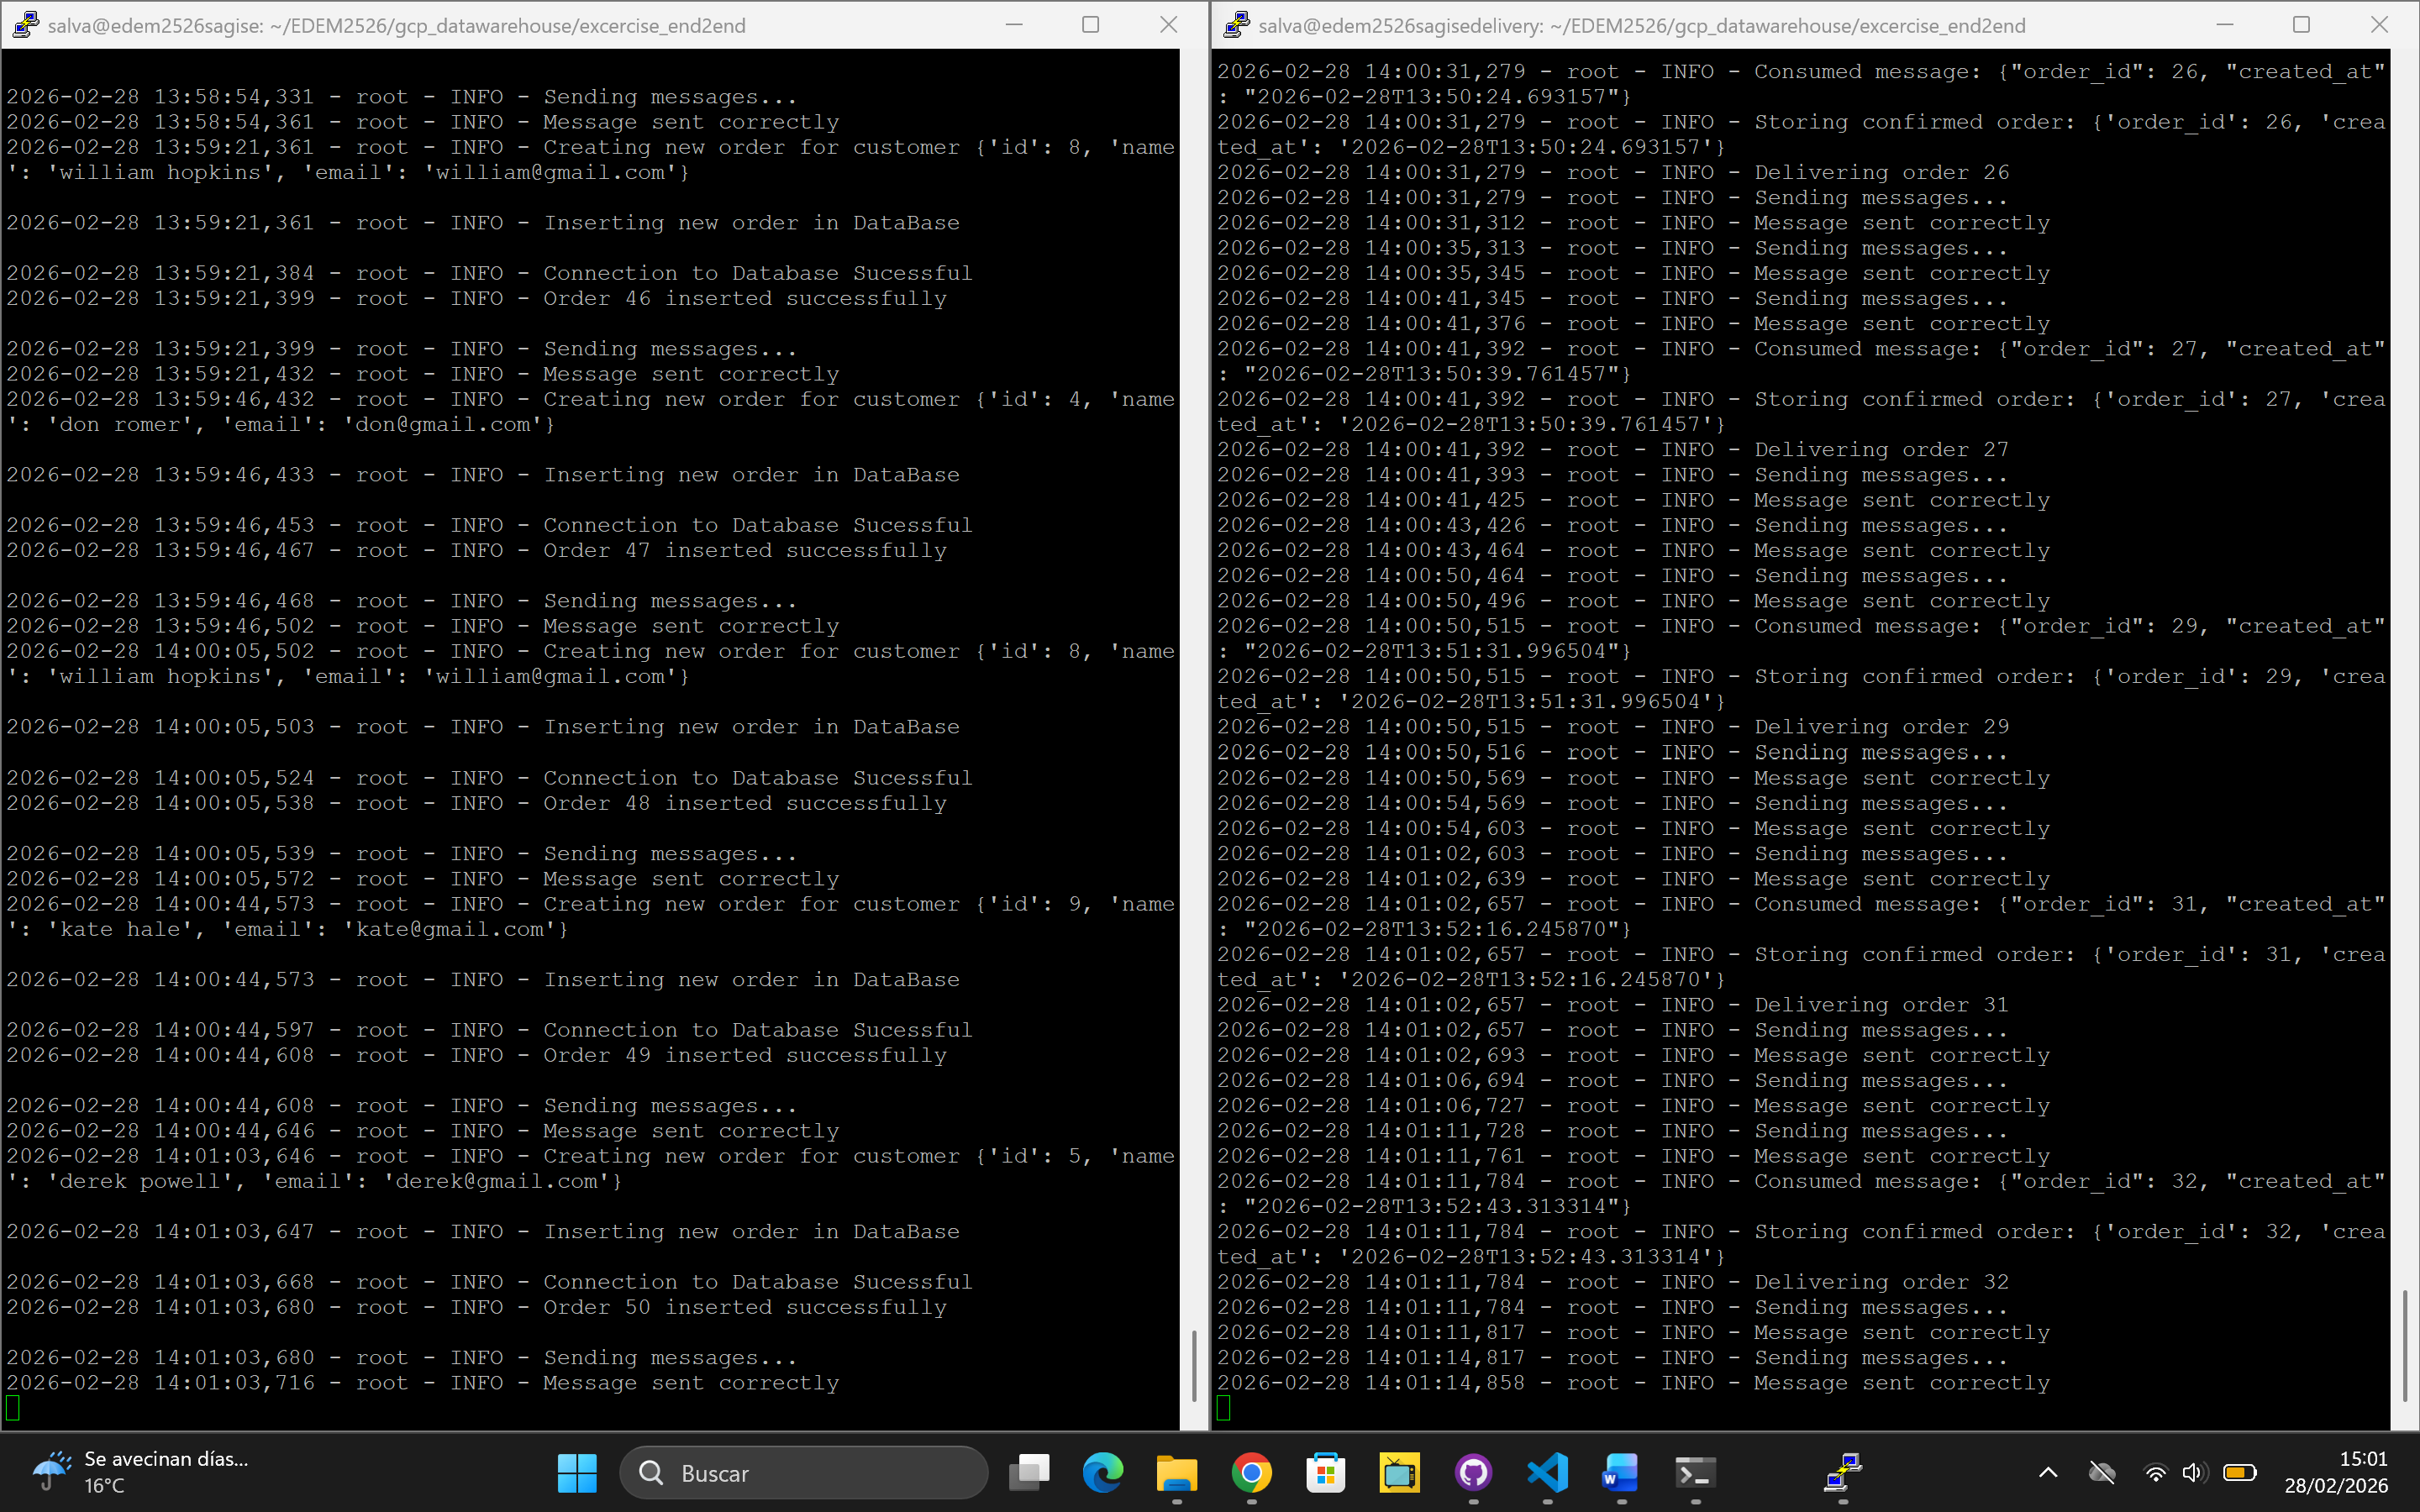 salva@edem2526sagise: ~/EDEM2526/gcp_datawarehouse/excercise_end2end
2026-02-28 13:58:54,331 - root - INFO - Sending messages...
2026-02-28 13:58:54,361 - root - INFO - Message sent correctly
2026-02-28 13:59:21,361 - root - INFO - Creating new order for customer {'id': 8, 'name
': 'william hopkins', 'email': 'william@gmail.com'}
2026-02-28 13:59:21,361 - root - INFO - Inserting new order in DataBase
2026-02-28 13:59:21,384 - root - INFO - Connection to Database Sucessful
2026-02-28 13:59:21,399 - root - INFO - Order 46 inserted successfully
2026-02-28 13:59:21,399 - root - INFO - Sending messages...
2026-02-28 13:59:21,432 - root - INFO - Message sent correctly
2026-02-28 13:59:46,432 - root - INFO - Creating new order for customer {'id': 4, 'name
': 'don romer', 'email': 'don@gmail.com'}
2026-02-28 13:59:46,433 - root - INFO - Inserting new order in DataBase
2026-02-28 13:59:46,453 - root - INFO - Connection to Database Sucessful
2026-02-28 13:59:46,467 - root - INFO - Order 47 inserted successfully
2026-02-28 13:59:46,468 - root - INFO - Sending messages...
2026-02-28 13:59:46,502 - root - INFO - Message sent correctly
2026-02-28 14:00:05,502 - root - INFO - Creating new order for customer {'id': 8, 'name
': 'william hopkins', 'email': 'william@gmail.com'}
2026-02-28 14:00:05,503 - root - INFO - Inserting new order in DataBase
2026-02-28 14:00:05,524 - root - INFO - Connection to Database Sucessful
2026-02-28 14:00:05,538 - root - INFO - Order 48 inserted successfully
2026-02-28 14:00:05,539 - root - INFO - Sending messages...
2026-02-28 14:00:05,572 - root - INFO - Message sent correctly
2026-02-28 14:00:44,573 - root - INFO - Creating new order for customer {'id': 9, 'name
': 'kate hale', 'email': 'kate@gmail.com'}
2026-02-28 14:00:44,573 - root - INFO - Inserting new order in DataBase
2026-02-28 14:00:44,597 - root - INFO - Connection to Database Sucessful
2026-02-28 14:00:44,608 - root - INFO - Order 49 inserted successfully
2026-02-28 14:00:44,608 - root - INFO - Sending messages...
2026-02-28 14:00:44,646 - root - INFO - Message sent correctly
2026-02-28 14:01:03,646 - root - INFO - Creating new order for customer {'id': 5, 'name
': 'derek powell', 'email': 'derek@gmail.com'}
2026-02-28 14:01:03,647 - root - INFO - Inserting new order in DataBase
2026-02-28 14:01:03,668 - root - INFO - Connection to Database Sucessful
2026-02-28 14:01:03,680 - root - INFO - Order 50 inserted successfully
2026-02-28 14:01:03,680 - root - INFO - Sending messages...
2026-02-28 14:01:03,716 - root - INFO - Message sent correctly
salva@edem2526sagisedelivery: ~/EDEM2526/gcp_datawarehouse/excercise_end2end
2026-02-28 14:00:31,279 - root - INFO - Consumed message: {"order_id": 26, "created_at"
: "2026-02-28T13:50:24.693157"}
2026-02-28 14:00:31,279 - root - INFO - Storing confirmed order: {'order_id': 26, 'crea
ted_at': '2026-02-28T13:50:24.693157'}
2026-02-28 14:00:31,279 - root - INFO - Delivering order 26
2026-02-28 14:00:31,279 - root - INFO - Sending messages...
2026-02-28 14:00:31,312 - root - INFO - Message sent correctly
2026-02-28 14:00:35,313 - root - INFO - Sending messages...
2026-02-28 14:00:35,345 - root - INFO - Message sent correctly
2026-02-28 14:00:41,345 - root - INFO - Sending messages...
2026-02-28 14:00:41,376 - root - INFO - Message sent correctly
2026-02-28 14:00:41,392 - root - INFO - Consumed message: {"order_id": 27, "created_at"
: "2026-02-28T13:50:39.761457"}
2026-02-28 14:00:41,392 - root - INFO - Storing confirmed order: {'order_id': 27, 'crea
ted_at': '2026-02-28T13:50:39.761457'}
2026-02-28 14:00:41,392 - root - INFO - Delivering order 27
2026-02-28 14:00:41,393 - root - INFO - Sending messages...
2026-02-28 14:00:41,425 - root - INFO - Message sent correctly
2026-02-28 14:00:43,426 - root - INFO - Sending messages...
2026-02-28 14:00:43,464 - root - INFO - Message sent correctly
2026-02-28 14:00:50,464 - root - INFO - Sending messages...
2026-02-28 14:00:50,496 - root - INFO - Message sent correctly
2026-02-28 14:00:50,515 - root - INFO - Consumed message: {"order_id": 29, "created_at"
: "2026-02-28T13:51:31.996504"}
2026-02-28 14:00:50,515 - root - INFO - Storing confirmed order: {'order_id': 29, 'crea
ted_at': '2026-02-28T13:51:31.996504'}
2026-02-28 14:00:50,515 - root - INFO - Delivering order 29
2026-02-28 14:00:50,516 - root - INFO - Sending messages...
2026-02-28 14:00:50,569 - root - INFO - Message sent correctly
2026-02-28 14:00:54,569 - root - INFO - Sending messages...
2026-02-28 14:00:54,603 - root - INFO - Message sent correctly
2026-02-28 14:01:02,603 - root - INFO - Sending messages...
2026-02-28 14:01:02,639 - root - INFO - Message sent correctly
2026-02-28 14:01:02,657 - root - INFO - Consumed message: {"order_id": 31, "created_at"
: "2026-02-28T13:52:16.245870"}
2026-02-28 14:01:02,657 - root - INFO - Storing confirmed order: {'order_id': 31, 'crea
ted_at': '2026-02-28T13:52:16.245870'}
2026-02-28 14:01:02,657 - root - INFO - Delivering order 31
2026-02-28 14:01:02,657 - root - INFO - Sending messages...
2026-02-28 14:01:02,693 - root - INFO - Message sent correctly
2026-02-28 14:01:06,694 - root - INFO - Sending messages...
2026-02-28 14:01:06,727 - root - INFO - Message sent correctly
2026-02-28 14:01:11,728 - root - INFO - Sending messages...
2026-02-28 14:01:11,761 - root - INFO - Message sent correctly
2026-02-28 14:01:11,784 - root - INFO - Consumed message: {"order_id": 32, "created_at"
: "2026-02-28T13:52:43.313314"}
2026-02-28 14:01:11,784 - root - INFO - Storing confirmed order: {'order_id': 32, 'crea
ted_at': '2026-02-28T13:52:43.313314'}
2026-02-28 14:01:11,784 - root - INFO - Delivering order 32
2026-02-28 14:01:11,784 - root - INFO - Sending messages...
2026-02-28 14:01:11,817 - root - INFO - Message sent correctly
2026-02-28 14:01:14,817 - root - INFO - Sending messages...
2026-02-28 14:01:14,858 - root - INFO - Message sent correctly
Se avecinan días...
16°C
Buscar
15:01
28/02/2026